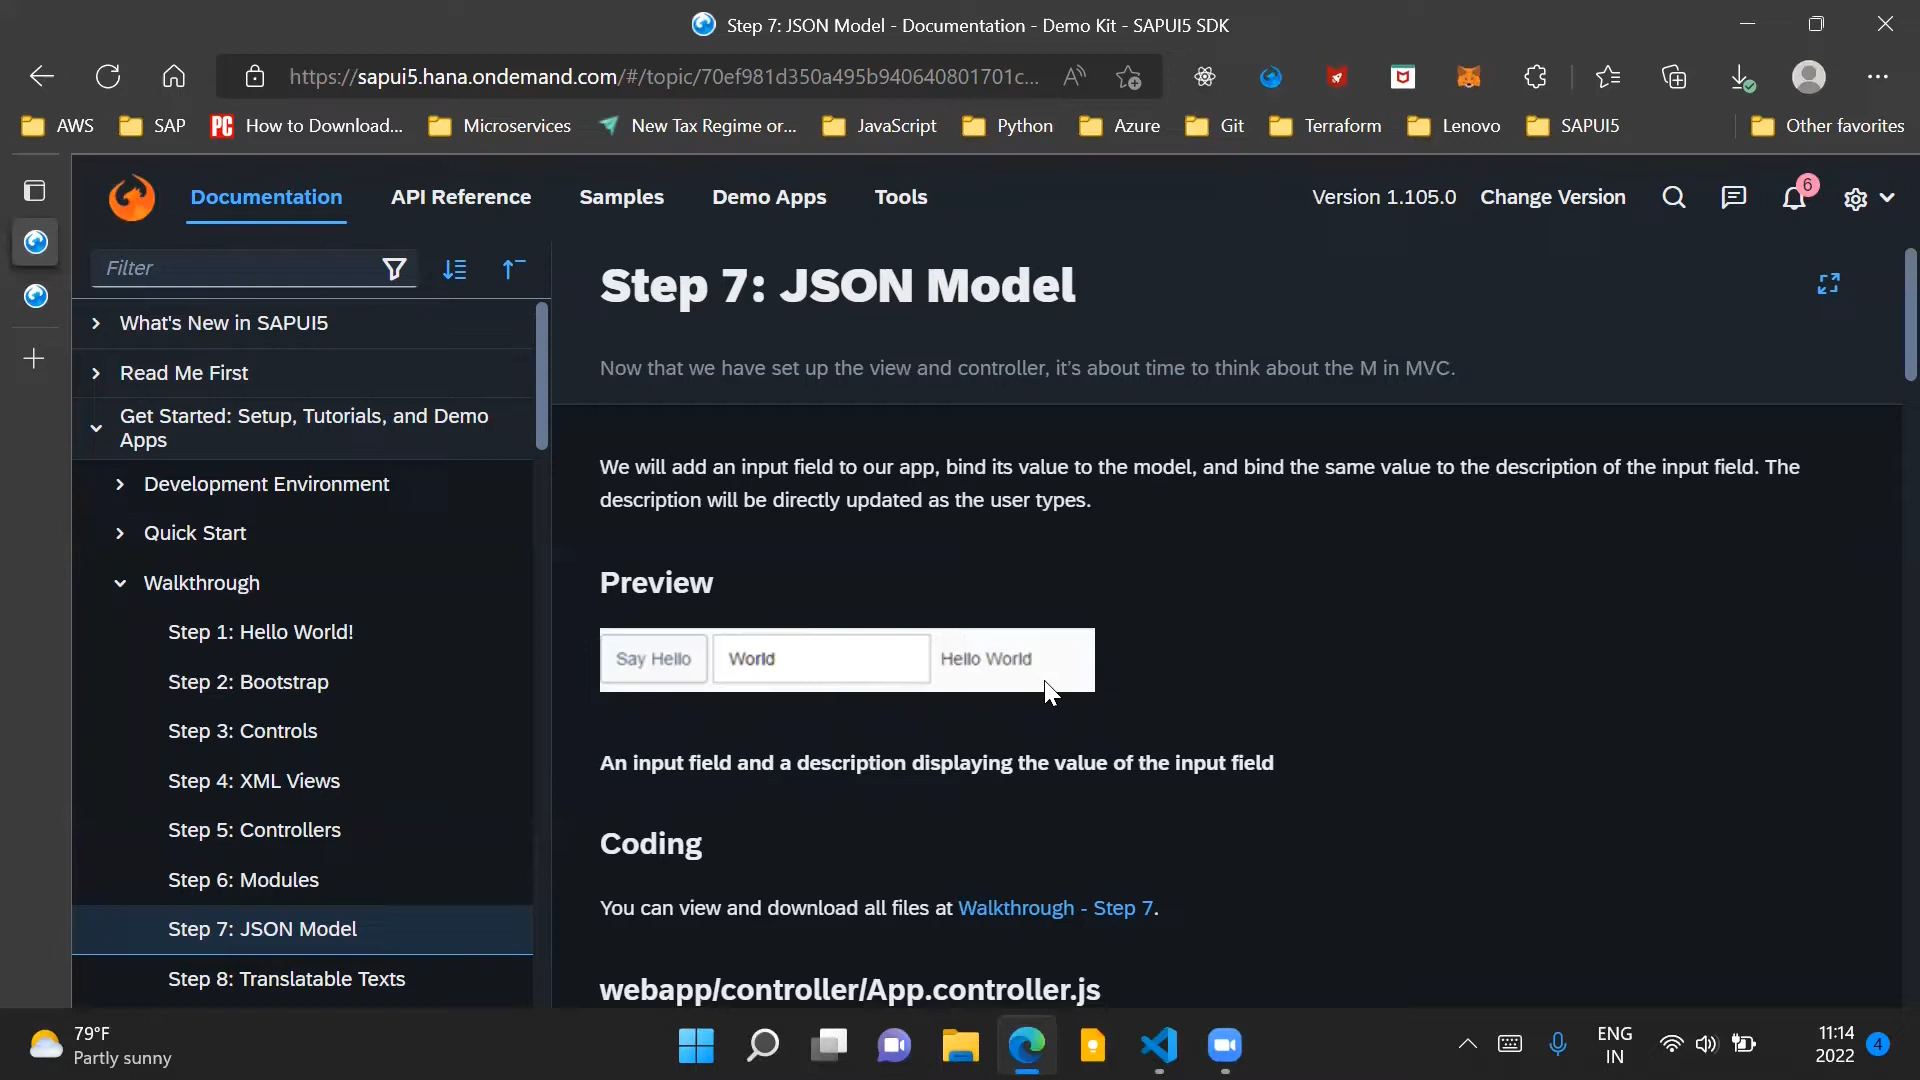 Step 7: JSON Model - Documentation - Demo Kit - SAPUI5 SDK
https://sapui5.hana.ondemand.com/#/topic/70ef981d350a495b940640801701c...
AWS SAP PC How to Download... Microservices New Tax Regime or... JavaScript Python Azure Git Terraform Lenovo SAPUI5 Other favorites
Documentation API Reference Samples Demo Apps Tools Version 1.105.0 Change Version 6
Filter
What's New in SAPUI5
Read Me First
Get Started: Setup, Tutorials, and Demo
Apps
Development Environment
Quick Start
Walkthrough
Step 1: Hello World!
Step 2: Bootstrap
Step 3: Controls
Step 4: XML Views
Step 5: Controllers
Step 6: Modules
Step 7: JSON Model
Step 8: Translatable Texts
Step 7: JSON Model
Now that we have set up the view and controller, it's about time to think about the M in MVC.
We will add an input field to our app, bind its value to the model, and bind the same value to the description of the input field. The
description will be directly updated as the user types.
Preview
Say Hello World Hello World
An input field and a description displaying the value of the input field
Coding
You can view and download all files at Walkthrough - Step 7.
webapp/controller/App.controller.js
79°F
Partly sunny
ENG
IN
11:14
2022
4